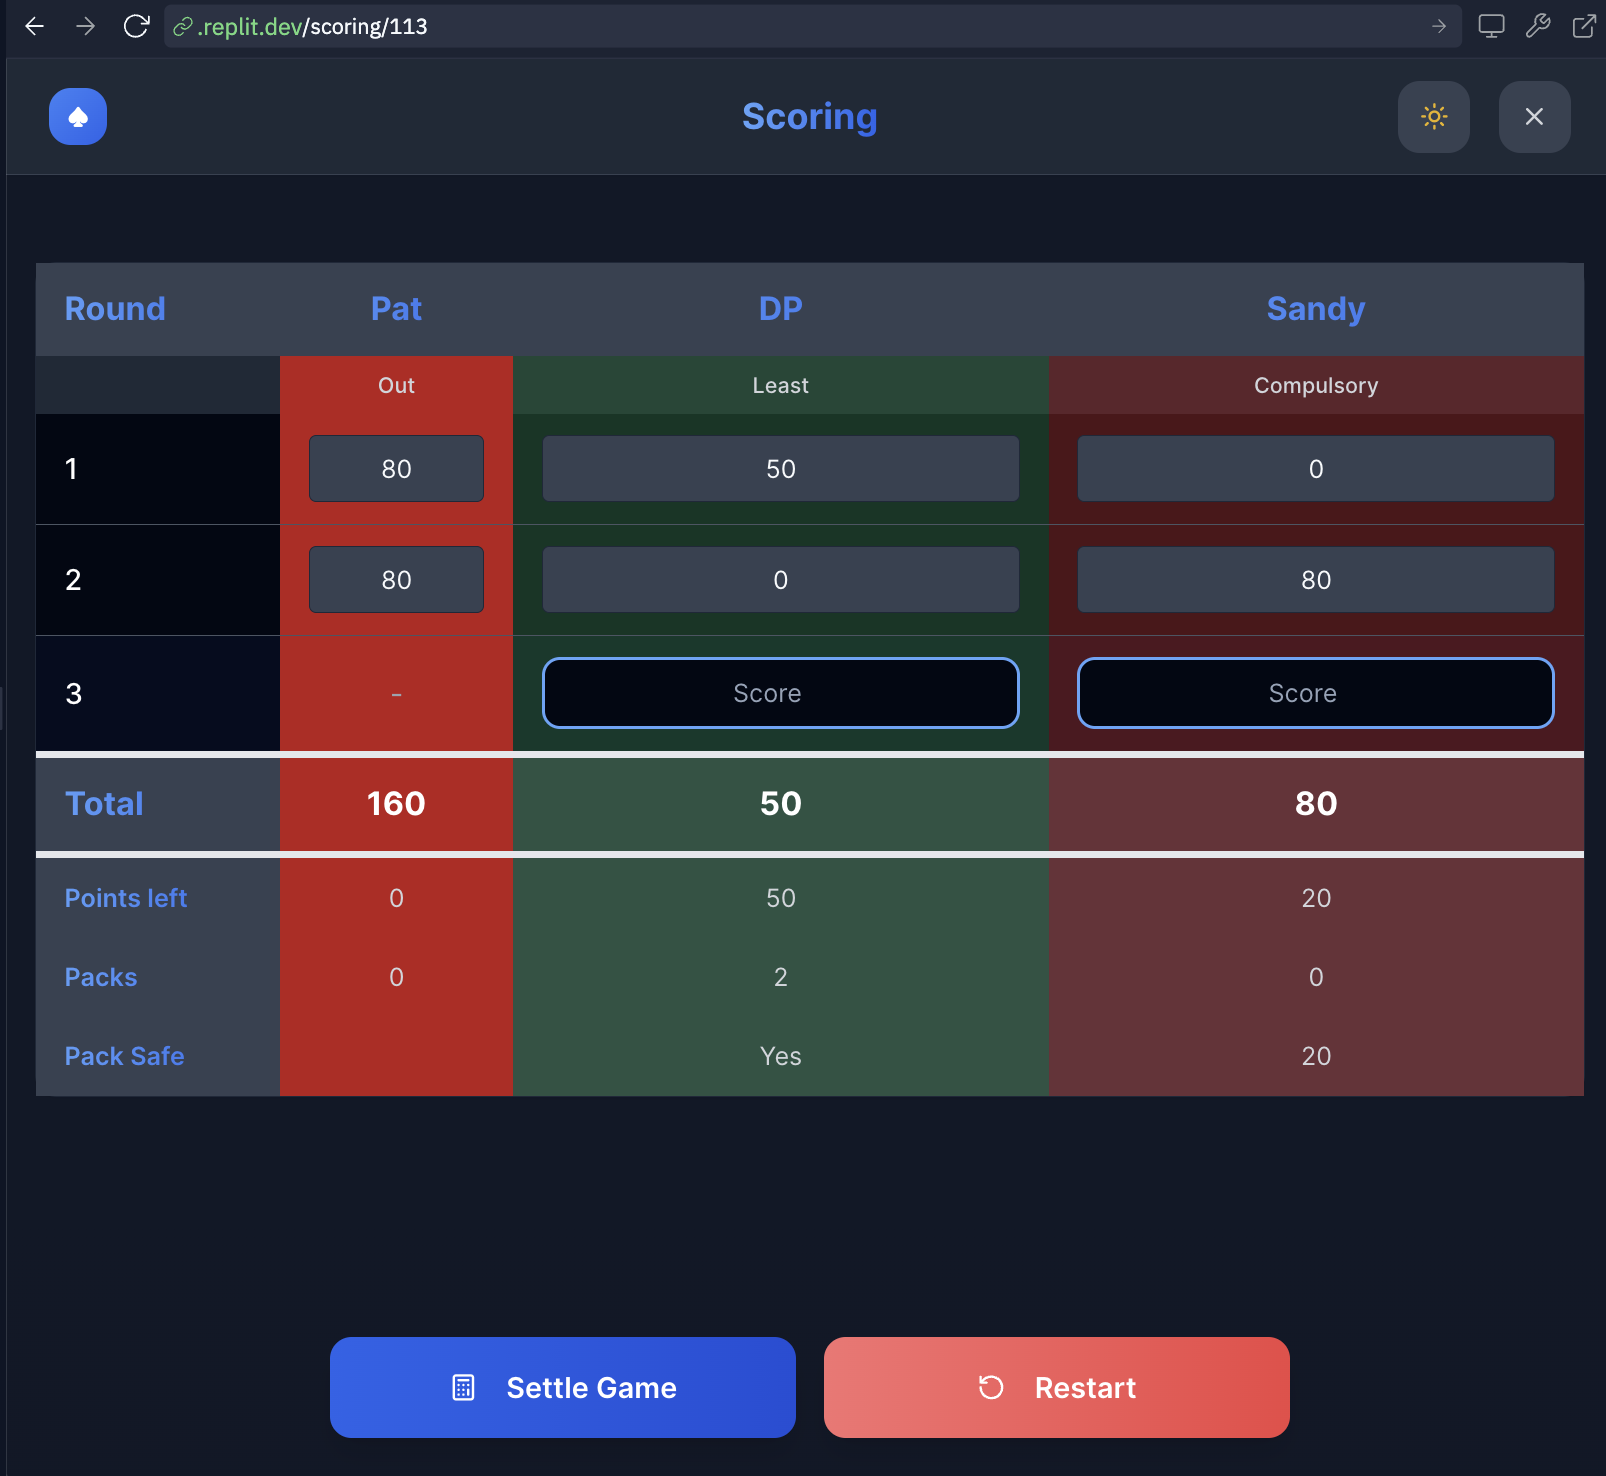 .replit.dev/scoring/113
Scoring
Round Pat DP Sandy
Out Least Compulsory
1 80 50 0
2 80 0 80
3 - Score Score
Total 160 50 80
Points left 0 50 20
Packs 0 2 0
Pack Safe Yes 20
Settle Game Restart